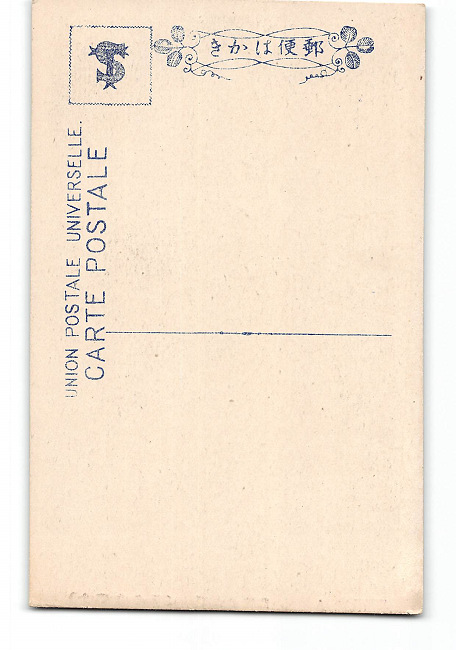 きかは便郵
UNION POSTALE UNIVERSELLE.
CARTE POSTALE